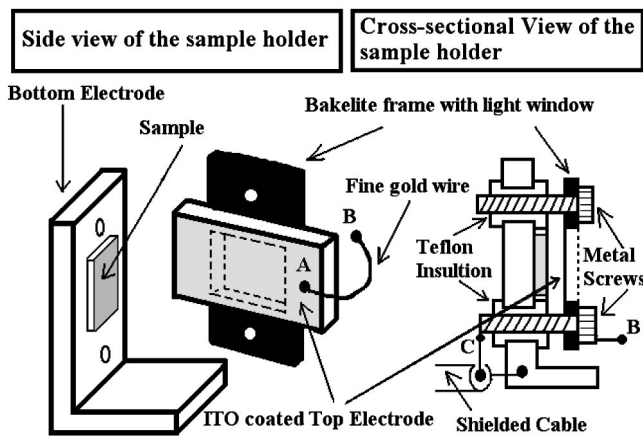 Side view of the sample holder
Cross-sectional View of the
sample holder
Bottom Electrode
Sample
Bakelite frame with light window
Fine gold wire
B
A
Teflon
Insultion
Metal
Screws
B
C
ITO coated Top Electrode
Shielded Cable